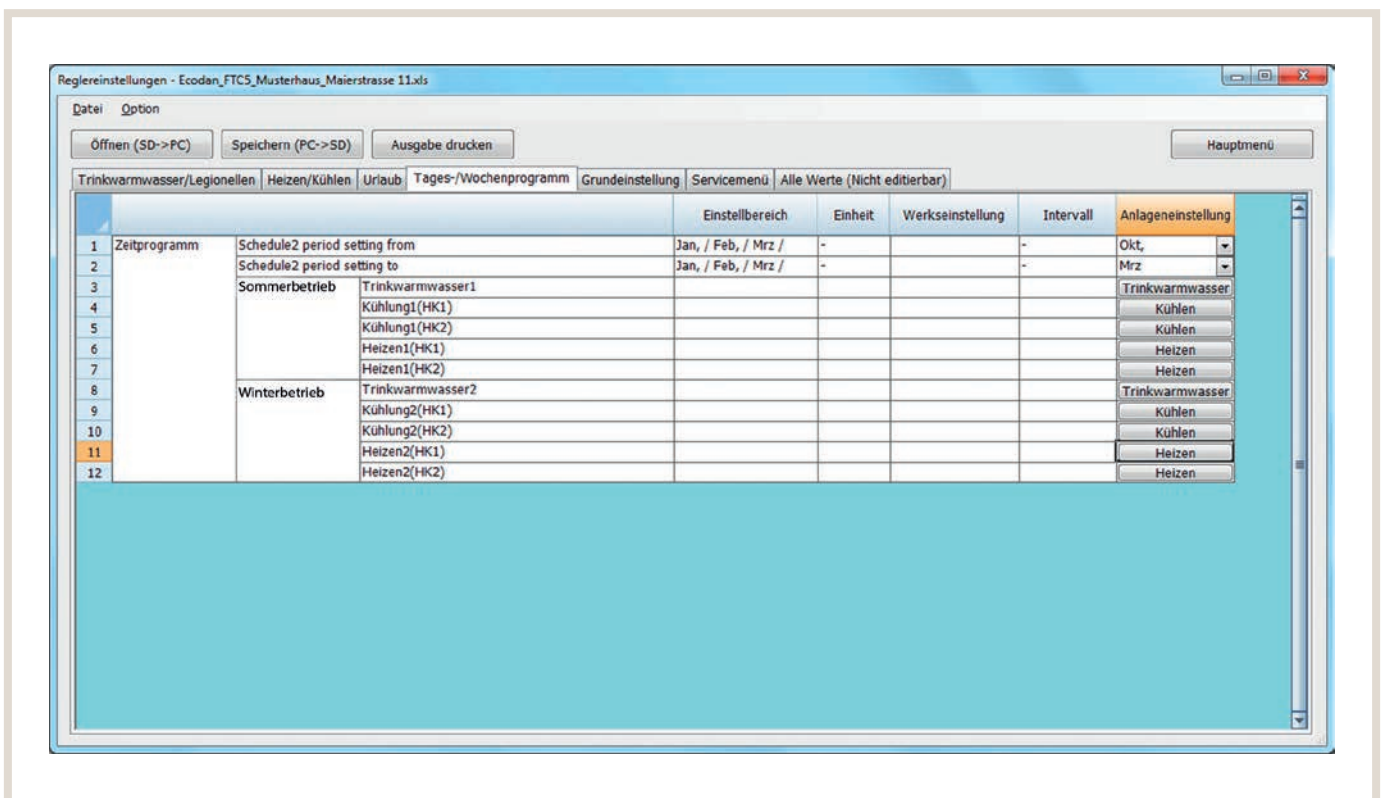 Reglereinstellungen - Ecodan_FTC5_Musterhaus_Maierstrasse 11.xls
Datei Option
Öffnen (SD->PC) Speichern (PC->SD) Ausgabe drucken Hauptmenü
Trinkwarmwasser/Legionellen Heizen/Kühlen Urlaub Tages-/Wochenprogramm Grundeinstellung Servicemenü Alle Werte (Nicht editierbar)
Einstellbereich Einheit Werkseinstellung Intervall Anlageneinstellung
1 Zeitprogramm Schedule2 period setting from Jan, / Feb, / Mrz / - - Okt,
2 Schedule2 period setting to Jan, / Feb, / Mrz / - - Mrz
3 Sommerbetrieb Trinkwarmwasser1 Trinkwarmwasser
4 Kühlung1(HK1) Kühlen
5 Kühlung1(HK2) Kühlen
6 Heizen1(HK1) Heizen
7 Heizen1(HK2) Heizen
8 Winterbetrieb Trinkwarmwasser2 Trinkwarmwasser
9 Kühlung2(HK1) Kühlen
10 Kühlung2(HK2) Kühlen
11 Heizen2(HK1) Heizen
12 Heizen2(HK2) Heizen